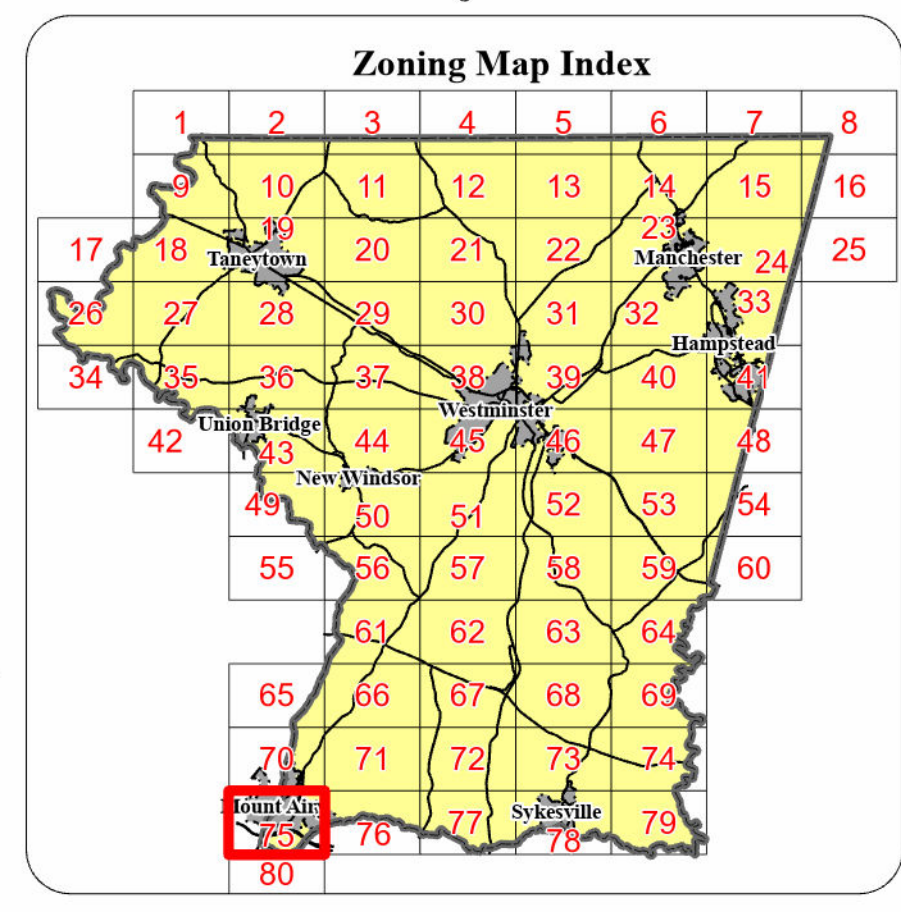 Zoning Map Index
1 2 3 4 5 6 7 8
9 10 11 12 13 14 15 16
19 23
17 18 20 21 22 25
Taneytown Manchester 24
26 27 28 29 30 31 32 33
Hampstead
34 35 36 37 38 39 40 41
Westminster
Union Bridge
42 43 44 45 46 47 48
New Windsor
49 50 51 52 53 54
55 56 57 58 59 60
61 62 63 64
65 66 67 68 69
70 71 72 73 74
Mount Airy Sykesville
75 76 77 78 79
80